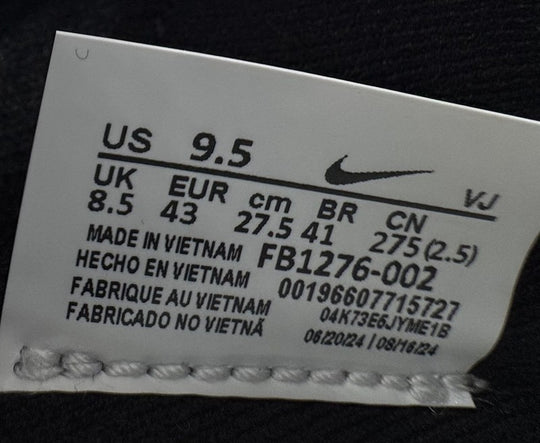 US 9.5
VJ
UK EUR cm BR CN
8.5 43 27.5 41 275(2.5)
MADE IN VIETNAM FB1276-002
HECHO EN VIETNAM 00196607715727
FABRIQUE AU VIETNAM 04K73E6JYME1B
FABRICADO NO VIETNÃ 06/20/24 | 08/16/24